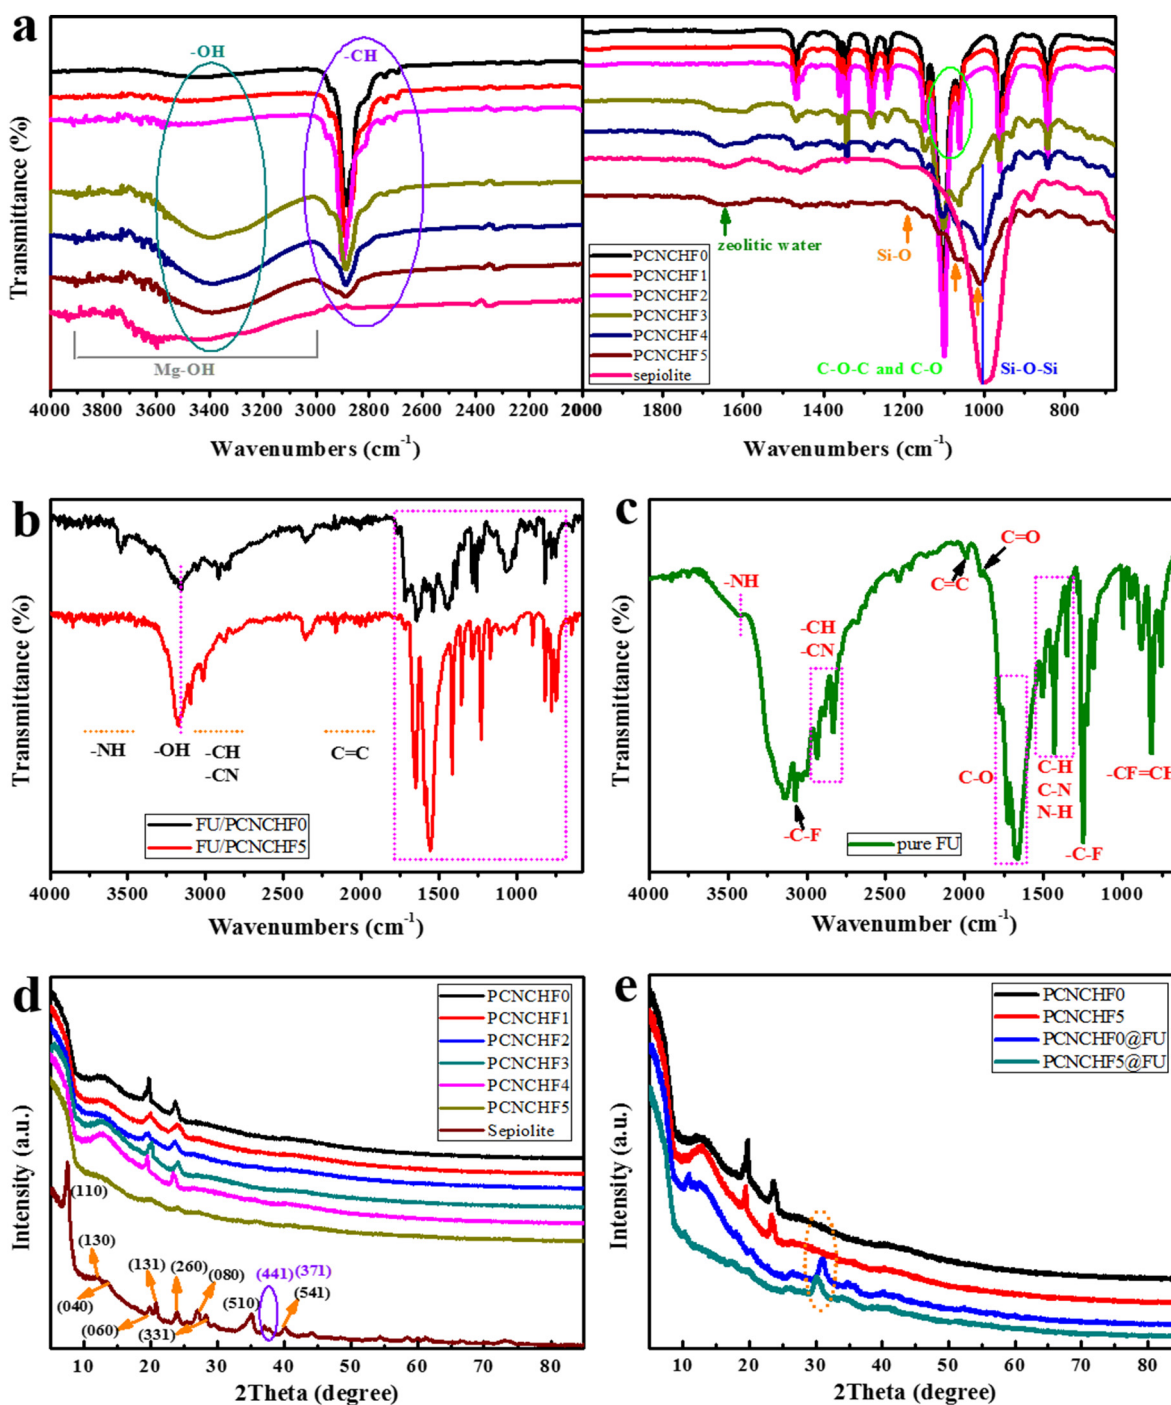 a
-OH
-CH
Mg-OH
Transmittance (%)
4000 3800 3600 3400 3200 3000 2800 2600 2400 2200 2000
Wavenumbers (cm-1)
zeolitic water
Si-O
C-O-C and C-O
Si-O-Si
PCNCHF0
PCNCHF1
PCNCHF2
PCNCHF3
PCNCHF4
PCNCHF5
sepiolite
Transmittance (%)
1800 1600 1400 1200 1000 800
Wavenumbers (cm-1)
b
-NH
-OH
-CH
-CN
C=C
FU/PCNCHF0
FU/PCNCHF5
Transmittance (%)
4000 3500 3000 2500 2000 1500 1000
Wavenumbers (cm-1)
c
C=O
C=C
-NH
-CH
-CN
C-O
C-H
C-N
N-H
-CF=CH
-C-F
-C-F
pure FU
Transmittance (%)
4000 3500 3000 2500 2000 1500 1000
Wavenumber (cm-1)
d
PCNCHF0
PCNCHF1
PCNCHF2
PCNCHF3
PCNCHF4
PCNCHF5
Sepiolite
(110)
(130)
(040)
(060)
(131)
(331)
(260)
(080)
(510)
(441)
(371)
(541)
Intensity (a.u.)
10 20 30 40 50 60 70 80
2Theta (degree)
e
PCNCHF0
PCNCHF5
PCNCHF0@FU
PCNCHF5@FU
Intensity (a.u.)
10 20 30 40 50 60 70 80
2Theta (degree)